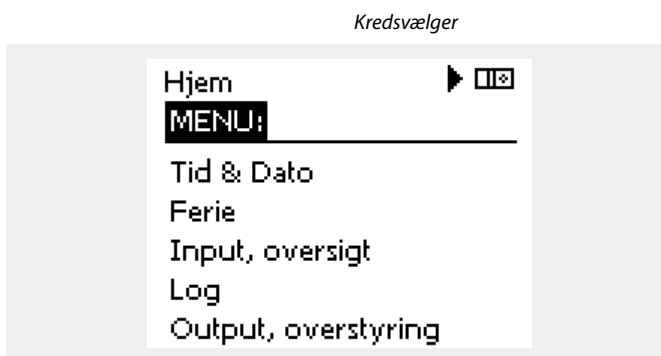 Kredsvælger
Hjem
MENU:
Tid & Dato
Ferie
Input, oversigt
Log
Output, overstyring